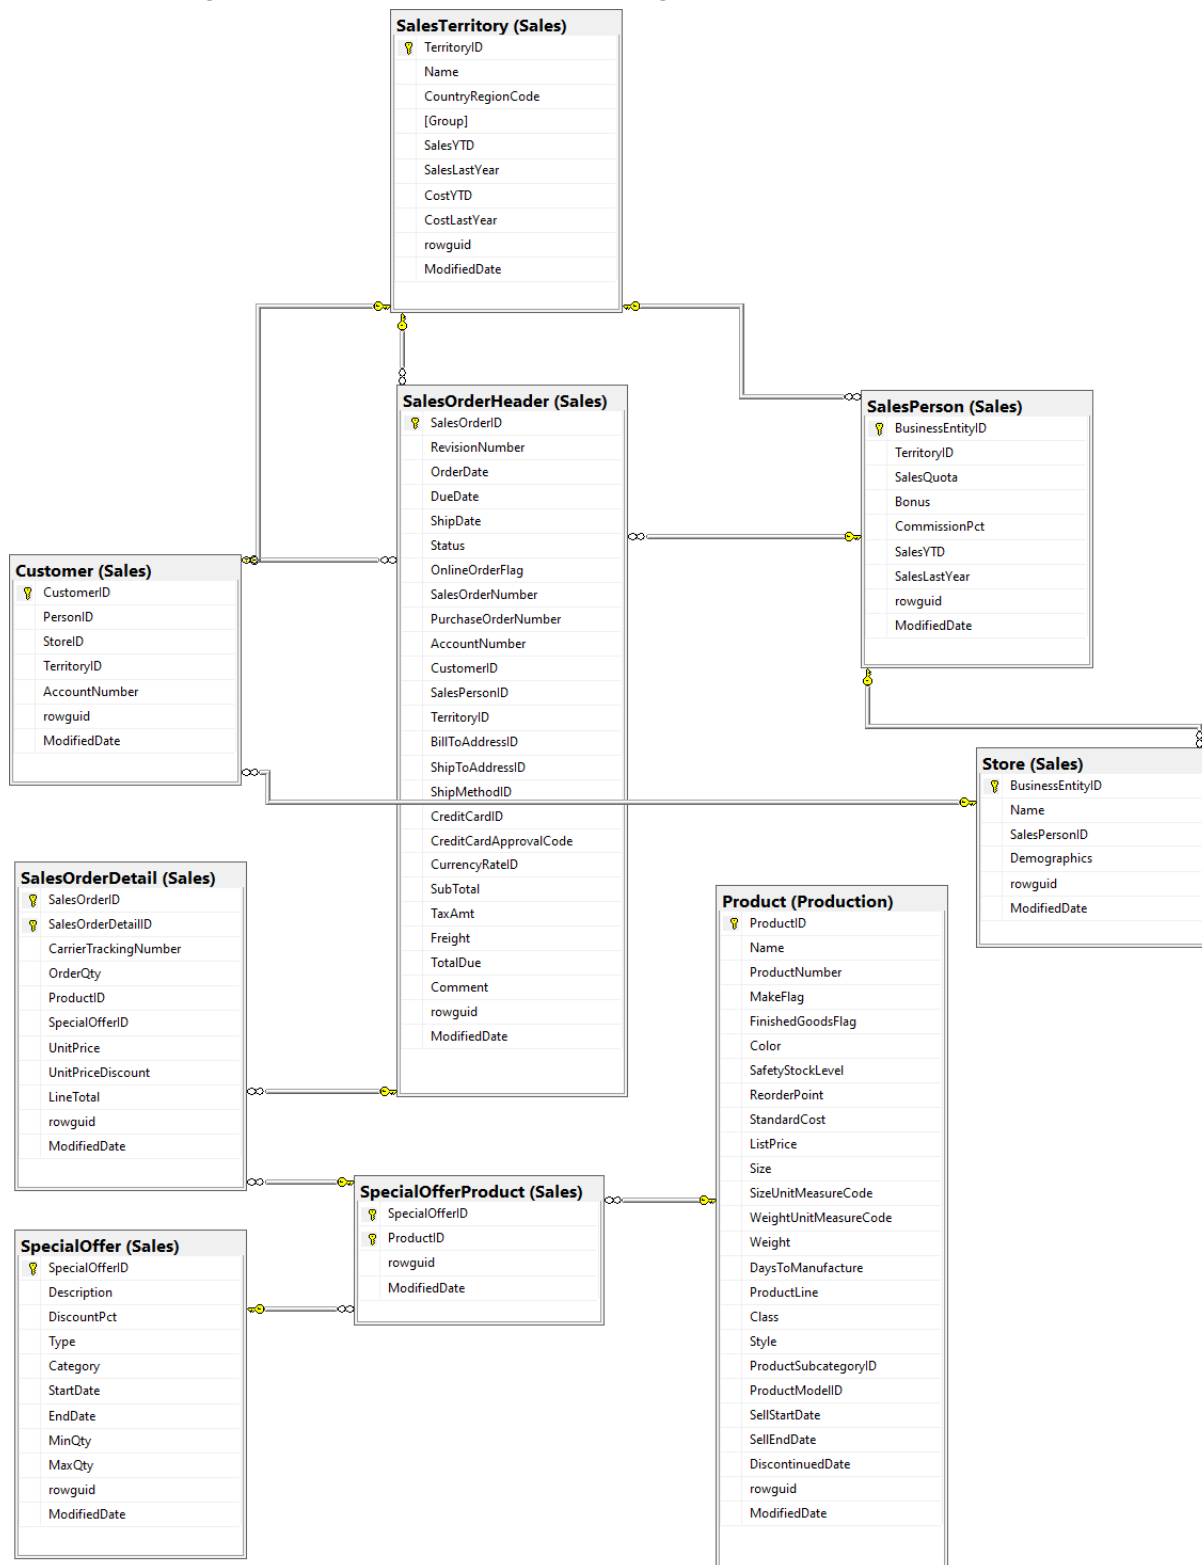 SalesTerritory (Sales)
TerritoryID
Name
CountryRegionCode
[Group]
SalesYTD
SalesLastYear
CostYTD
CostLastYear
rowguid
ModifiedDate
SalesOrderHeader (Sales)
SalesOrderID
RevisionNumber
OrderDate
DueDate
ShipDate
Status
OnlineOrderFlag
SalesOrderNumber
PurchaseOrderNumber
AccountNumber
CustomerID
SalesPersonID
TerritoryID
BillToAddressID
ShipToAddressID
ShipMethodID
CreditCardID
CreditCardApprovalCode
CurrencyRateID
SubTotal
TaxAmt
Freight
TotalDue
Comment
rowguid
ModifiedDate
SalesPerson (Sales)
BusinessEntityID
TerritoryID
SalesQuota
Bonus
CommissionPct
SalesYTD
SalesLastYear
rowguid
ModifiedDate
Customer (Sales)
CustomerID
PersonID
StoreID
TerritoryID
AccountNumber
rowguid
ModifiedDate
Store (Sales)
BusinessEntityID
Name
SalesPersonID
Demographics
rowguid
ModifiedDate
SalesOrderDetail (Sales)
SalesOrderID
SalesOrderDetailID
CarrierTrackingNumber
OrderQty
ProductID
SpecialOfferID
UnitPrice
UnitPriceDiscount
LineTotal
rowguid
ModifiedDate
Product (Production)
ProductID
Name
ProductNumber
MakeFlag
FinishedGoodsFlag
Color
SafetyStockLevel
ReorderPoint
StandardCost
ListPrice
Size
SizeUnitMeasureCode
WeightUnitMeasureCode
Weight
DaysToManufacture
ProductLine
Class
Style
ProductSubcategoryID
ProductModelID
SellStartDate
SellEndDate
DiscontinuedDate
rowguid
ModifiedDate
SpecialOfferProduct (Sales)
SpecialOfferID
ProductID
rowguid
ModifiedDate
SpecialOffer (Sales)
SpecialOfferID
Description
DiscountPct
Type
Category
StartDate
EndDate
MinQty
MaxQty
rowguid
ModifiedDate